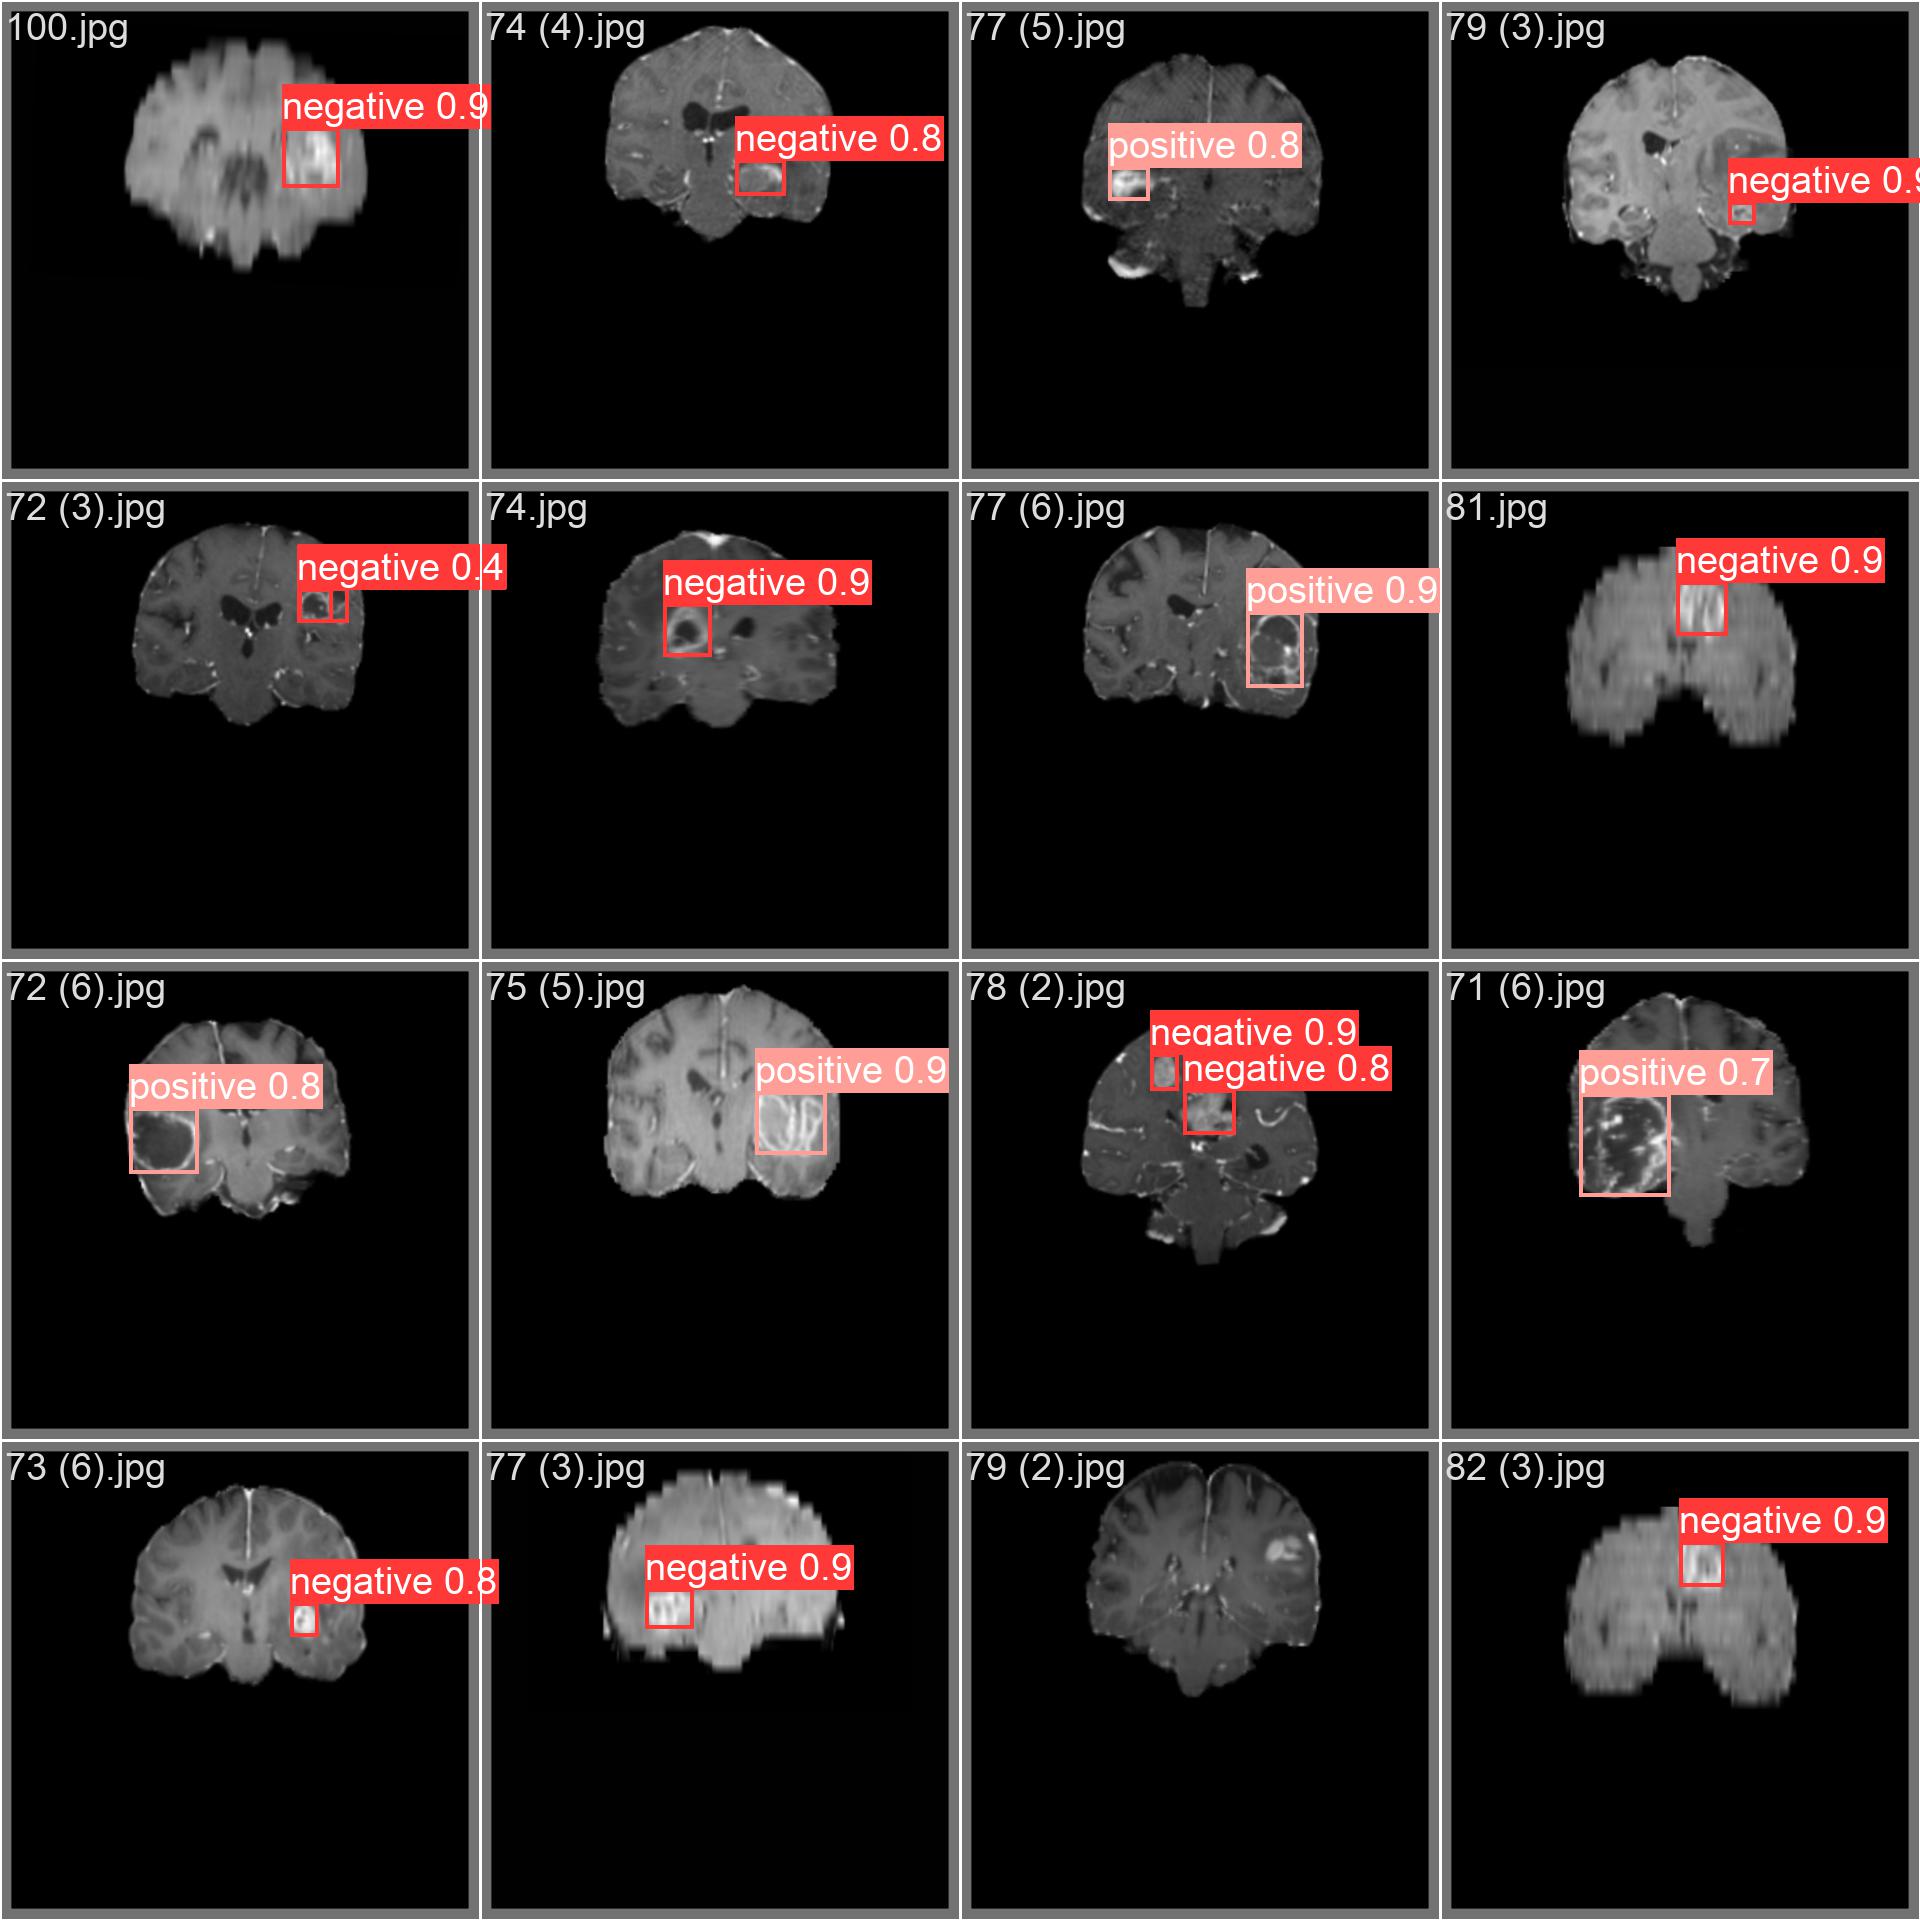 100.jpg
negative 0.9
74 (4).jpg
negative 0.8
77 (5).jpg
positive 0.8
79 (3).jpg
negative 0.9
72 (3).jpg
negative 0.4
74.jpg
negative 0.9
77 (6).jpg
positive 0.9
81.jpg
negative 0.9
72 (6).jpg
positive 0.8
75 (5).jpg
positive 0.9
78 (2).jpg
negative 0.9
negative 0.8
71 (6).jpg
positive 0.7
73 (6).jpg
negative 0.8
77 (3).jpg
negative 0.9
79 (2).jpg
82 (3).jpg
negative 0.9